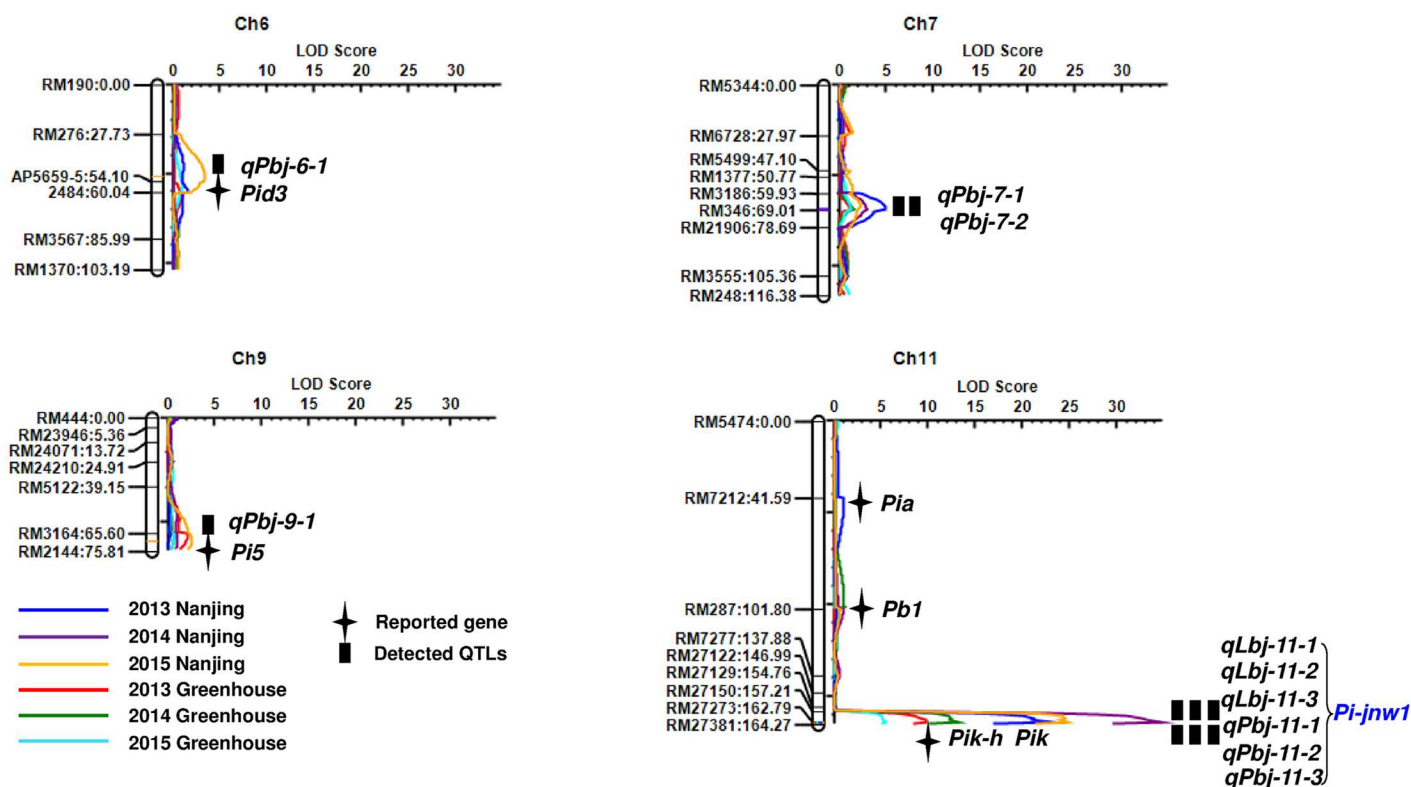 Ch6
LOD Score
0 5 10 15 20 25 30
RM190:0.00
RM276:27.73
AP5659-5:54.10
2484:60.04
RM3567:85.99
RM1370:103.19
qPbj-6-1
Pid3
Ch7
LOD Score
0 5 10 15 20 25 30
RM5344:0.00
RM6728:27.97
RM5499:47.10
RM1377:50.77
RM3186:59.93
RM346:69.01
RM21906:78.69
RM3555:105.36
RM248:116.38
qPbj-7-1
qPbj-7-2
Ch9
LOD Score
0 5 10 15 20 25 30
RM444:0.00
RM23946:5.36
RM24071:13.72
RM24210:24.91
RM5122:39.15
RM3164:65.60
RM2144:75.81
qPbj-9-1
Pi5
Ch11
LOD Score
0 5 10 15 20 25 30
RM5474:0.00
RM7212:41.59
RM287:101.80
RM7277:137.88
RM27122:146.99
RM27129:154.76
RM27150:157.21
RM27273:162.79
RM27381:164.27
Pia
Pb1
Pik-h Pik
qLbj-11-1
qLbj-11-2
qLbj-11-3
qPbj-11-1
qPbj-11-2
qPbj-11-3
Pi-jnw1
2013 Nanjing
2014 Nanjing
2015 Nanjing
2013 Greenhouse
2014 Greenhouse
2015 Greenhouse
Reported gene
Detected QTLs